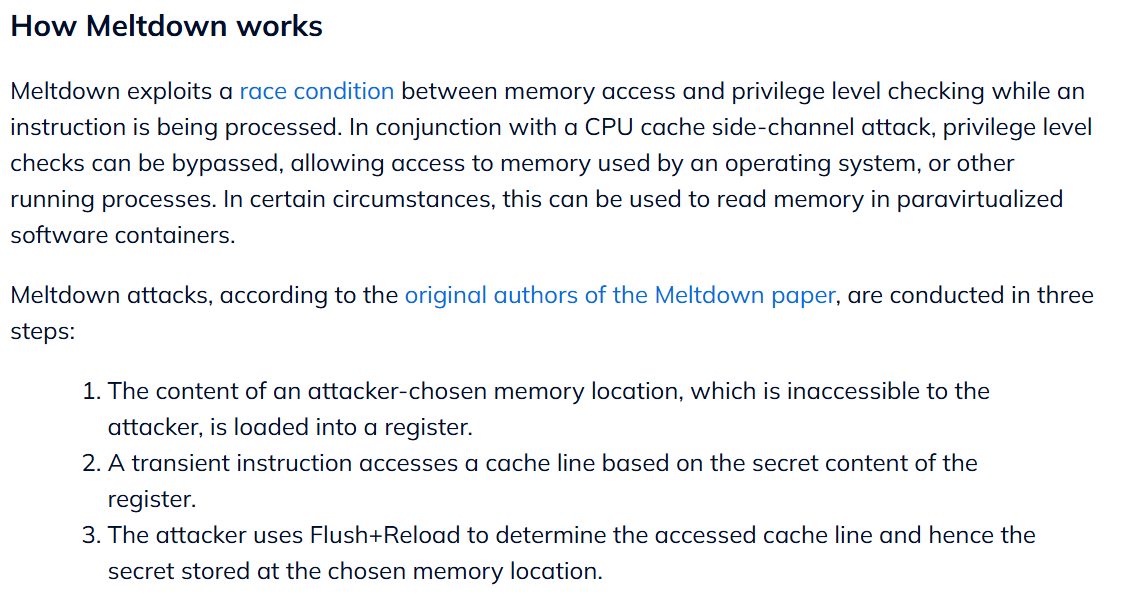 How Meltdown works
Meltdown exploits a race condition between memory access and privilege level checking while an
instruction is being processed. In conjunction with a CPU cache side-channel attack, privilege level
checks can be bypassed, allowing access to memory used by an operating system, or other
running processes. In certain circumstances, this can be used to read memory in paravirtualized
software containers.
Meltdown attacks, according to the original authors of the Meltdown paper, are conducted in three
steps:
1. The content of an attacker-chosen memory location, which is inaccessible to the
attacker, is loaded into a register.
2. A transient instruction accesses a cache line based on the secret content of the
register.
3. The attacker uses Flush+Reload to determine the accessed cache line and hence the
secret stored at the chosen memory location.